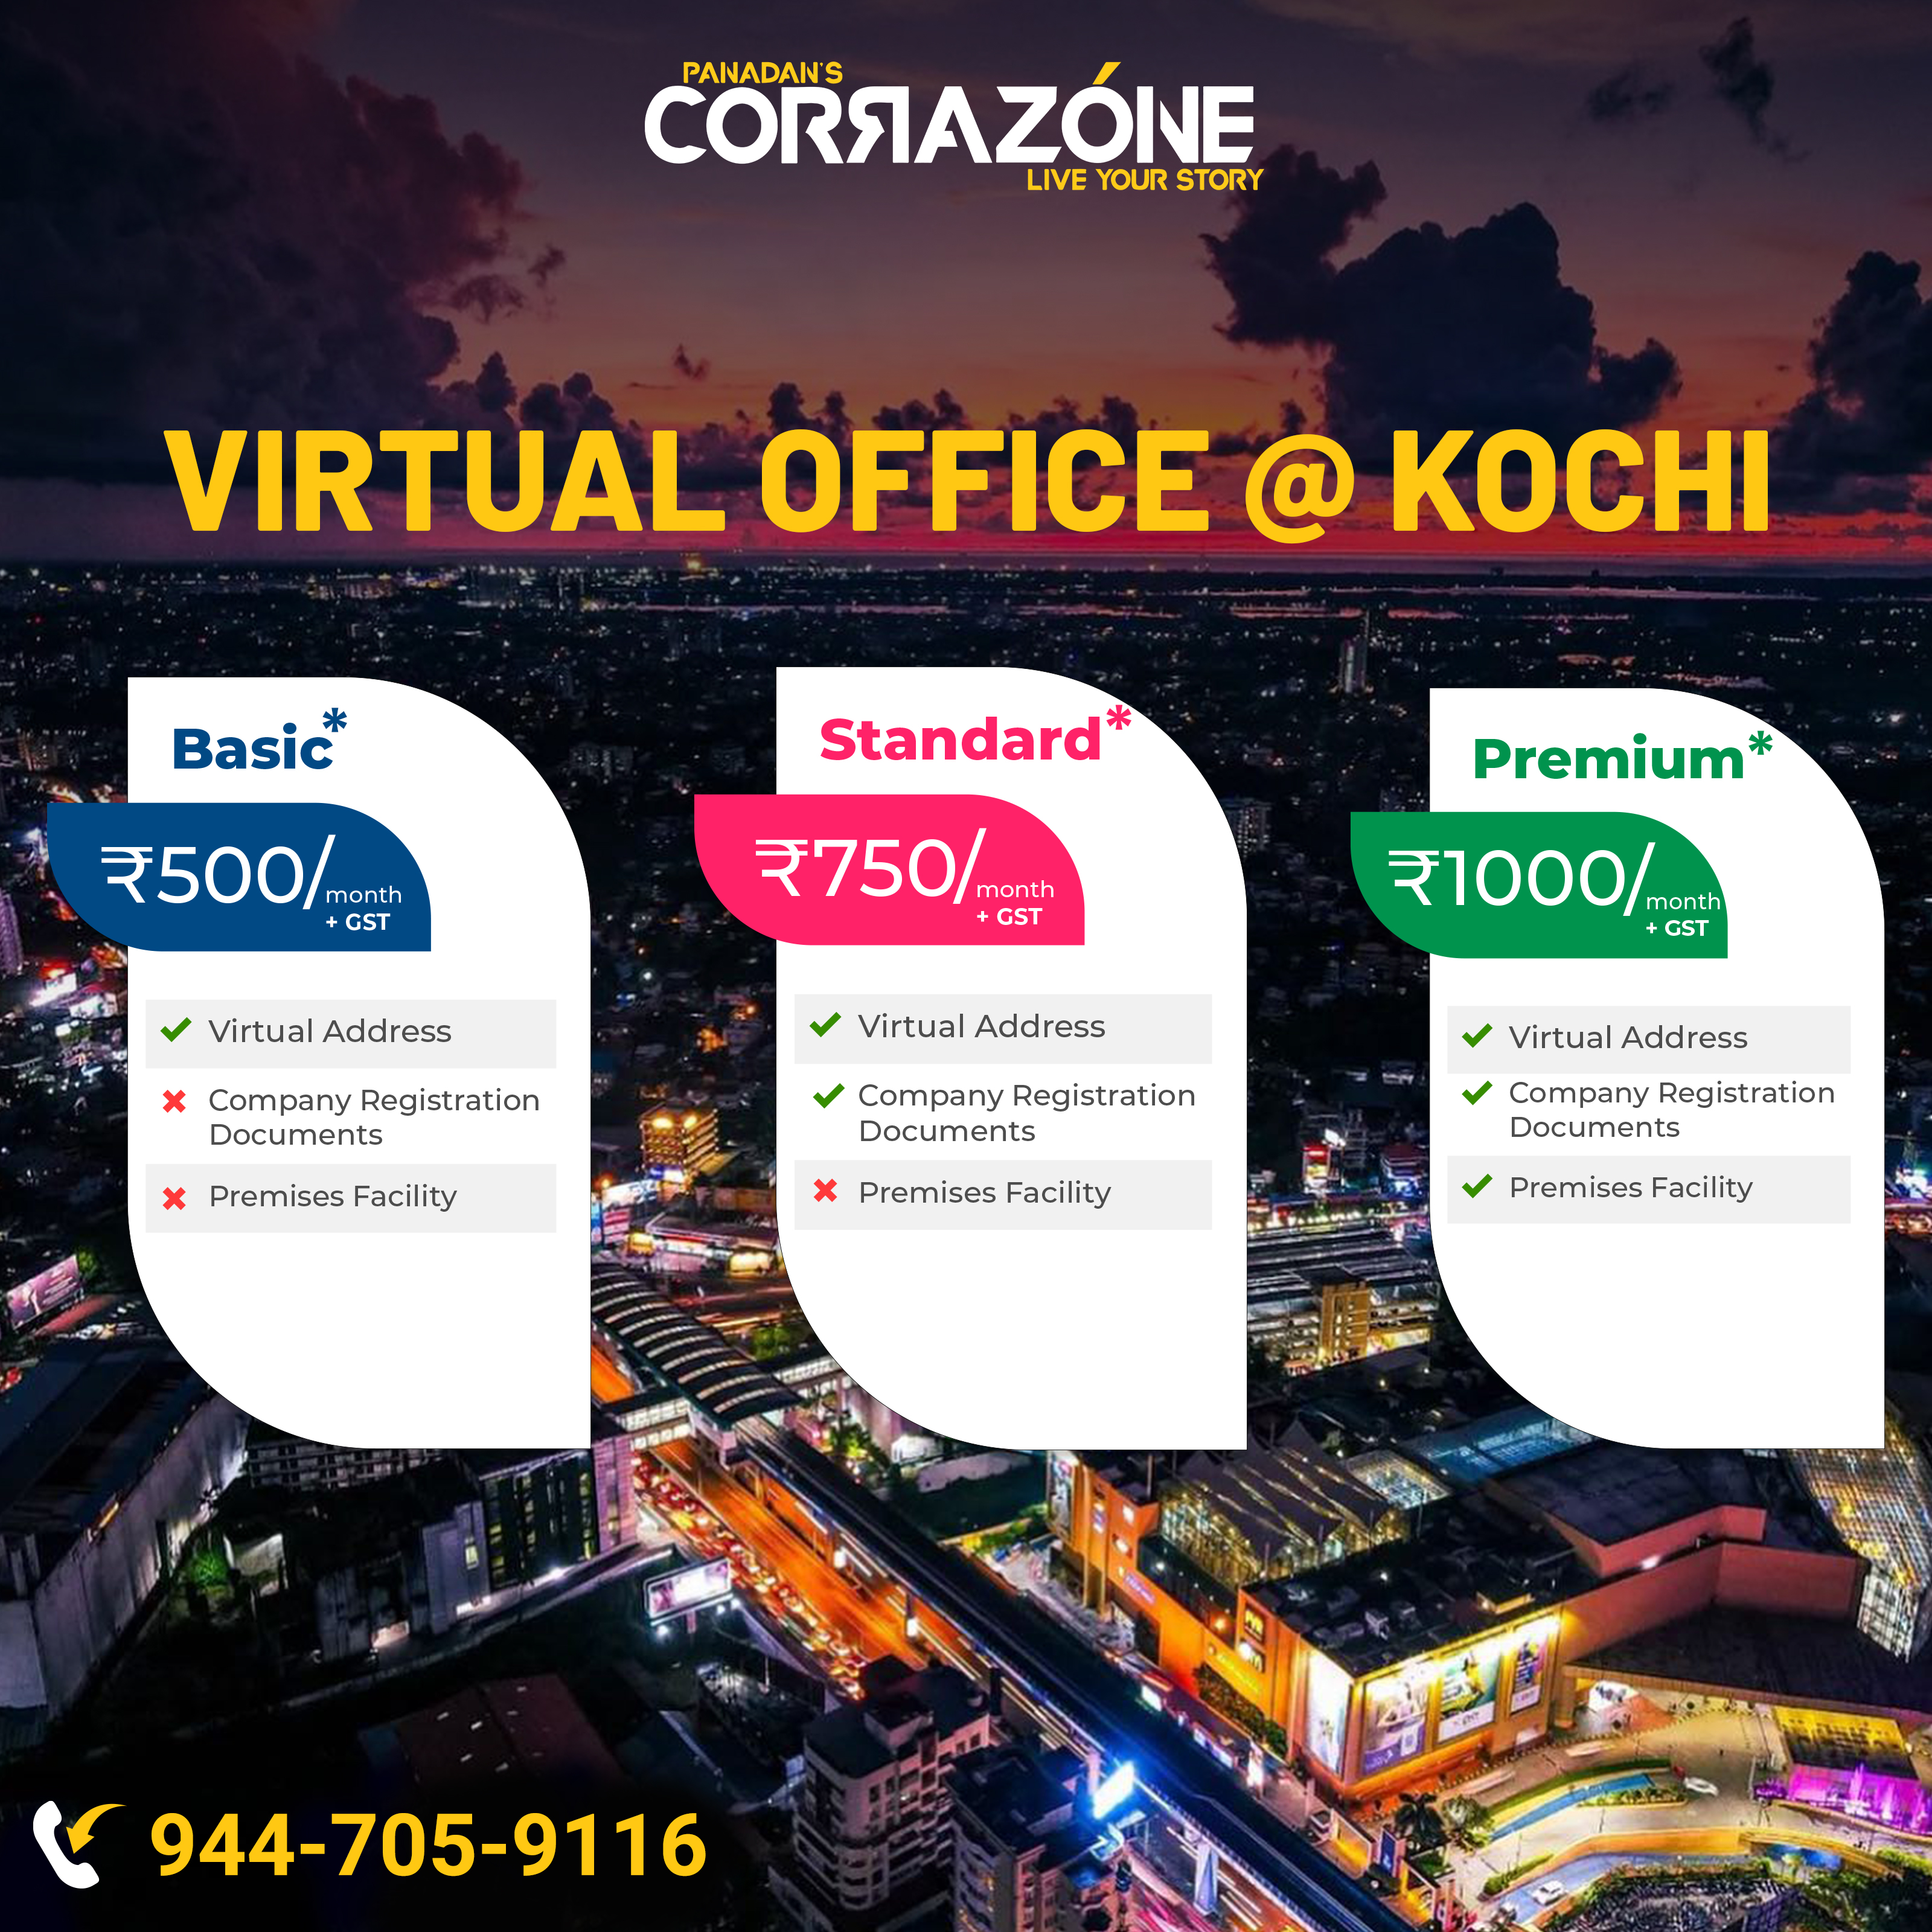 PANADAN'S
CORRAZÓNE
LIVE YOUR STORY
VIRTUAL OFFICE @ KOCHI
Basic*
₹500/month
+ GST
Virtual Address
Company Registration
Documents
Premises Facility
Standard*
₹750/month
+ GST
Virtual Address
Company Registration
Documents
Premises Facility
Premium*
₹1000/month
+ GST
Virtual Address
Company Registration
Documents
Premises Facility
944-705-9116